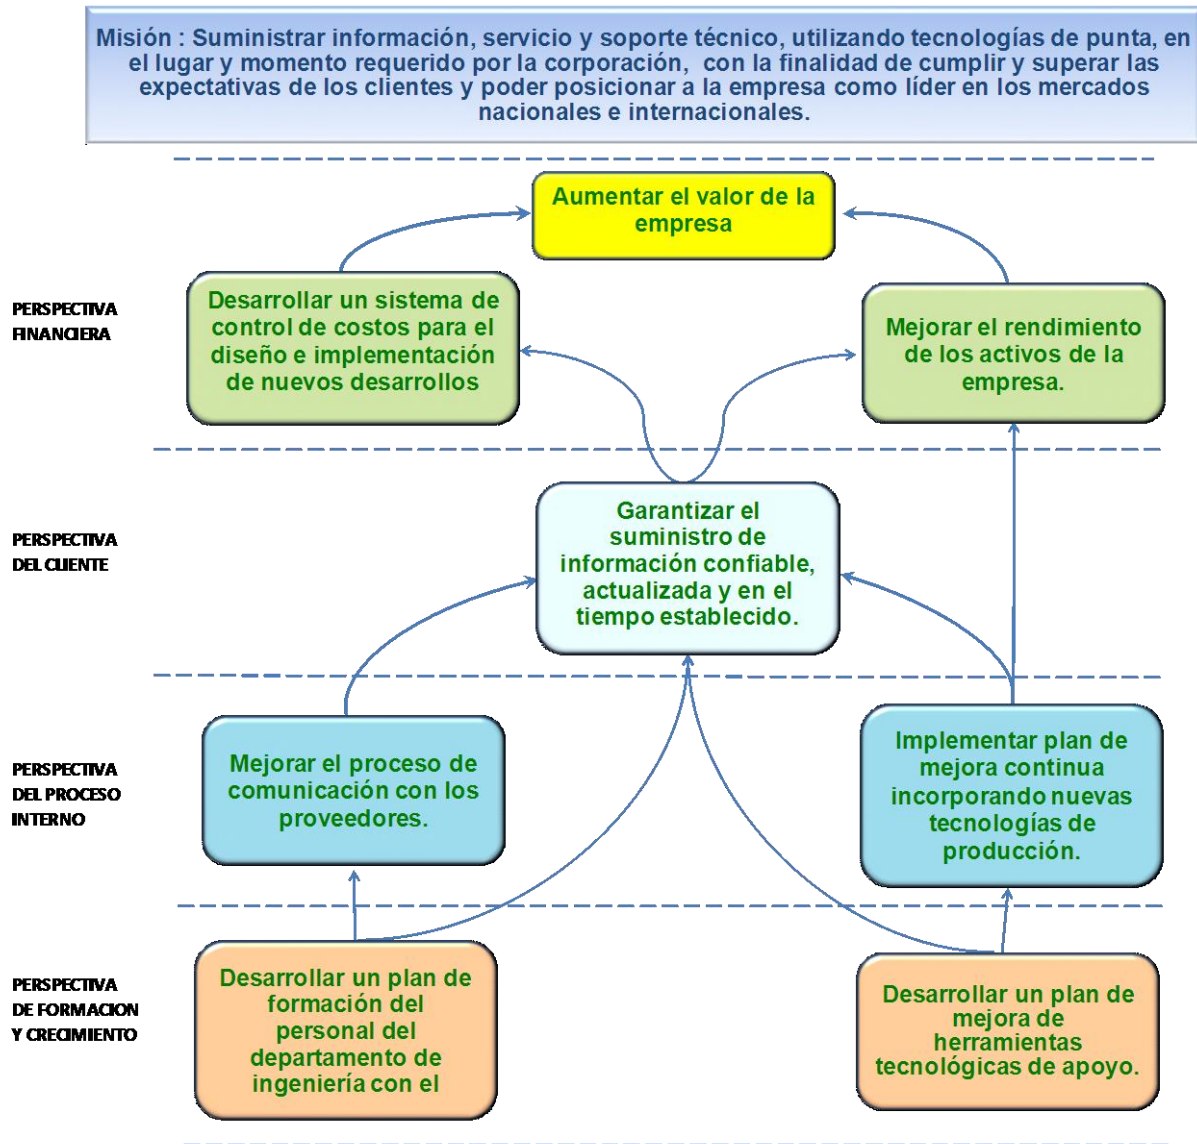 Misión : Suministrar información, servicio y soporte técnico, utilizando tecnologías de punta, en
el lugar y momento requerido por la corporación, con la finalidad de cumplir y superar las
expectativas de los clientes y poder posicionar a la empresa como líder en los mercados
nacionales e internacionales.
Aumentar el valor de la
empresa
PERSPECTIVA
FINANCIERA
Desarrollar un sistema de
control de costos para el
diseño e implementación
de nuevos desarrollos
Mejorar el rendimiento
de los activos de la
empresa.
PERSPECTIVA
DEL CLIENTE
Garantizar el
suministro de
información confiable,
actualizada y en el
tiempo establecido.
PERSPECTIVA
DEL PROCESO
INTERNO
Mejorar el proceso de
comunicación con los
proveedores.
Implementar plan de
mejora continua
incorporando nuevas
tecnologías de
producción.
PERSPECTIVA
DE FORMACION
Y CRECIMIENTO
Desarrollar un plan de
formación del
personal del
departamento de
ingeniería con el
Desarrollar un plan de
mejora de
herramientas
tecnológicas de apoyo.